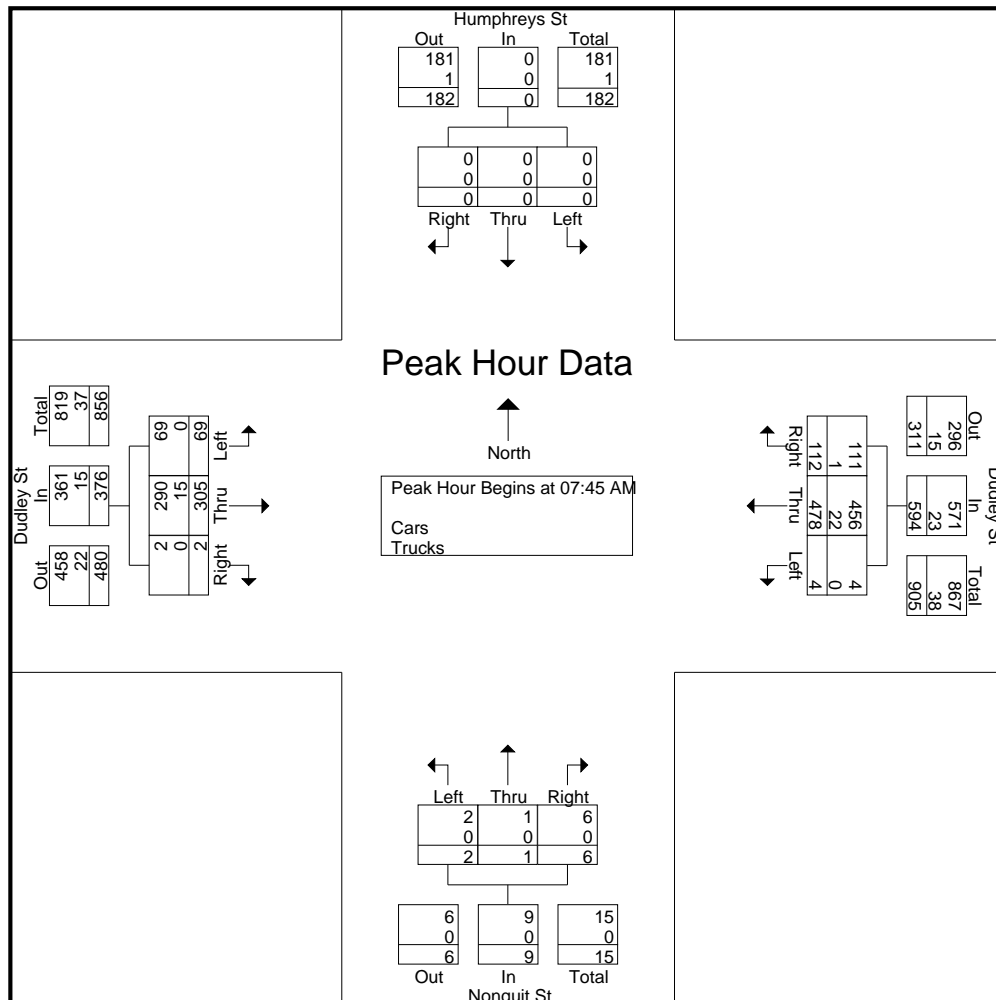 Humphreys St
Out In Total
181 0 181
1 0 1
182 0 182
0 0 0
0 0 0
0 0 0
Right Thru Left
Peak Hour Data
North
Peak Hour Begins at 07:45 AM
Cars
Trucks
Dudley St
Total In Out
819 361 458
37 15 22
856 376 480
69 290 2
0 15 0
69 305 2
Left Thru Right
Right Thru Left
112 478 4
1 22 0
111 456 4
311 594 905
15 23 38
296 571 867
Out In Total
Dudley St
Left Thru Right
2 1 6
0 0 0
2 1 6
6 9 15
0 0 0
6 9 15
Out In Total
Nonquit St